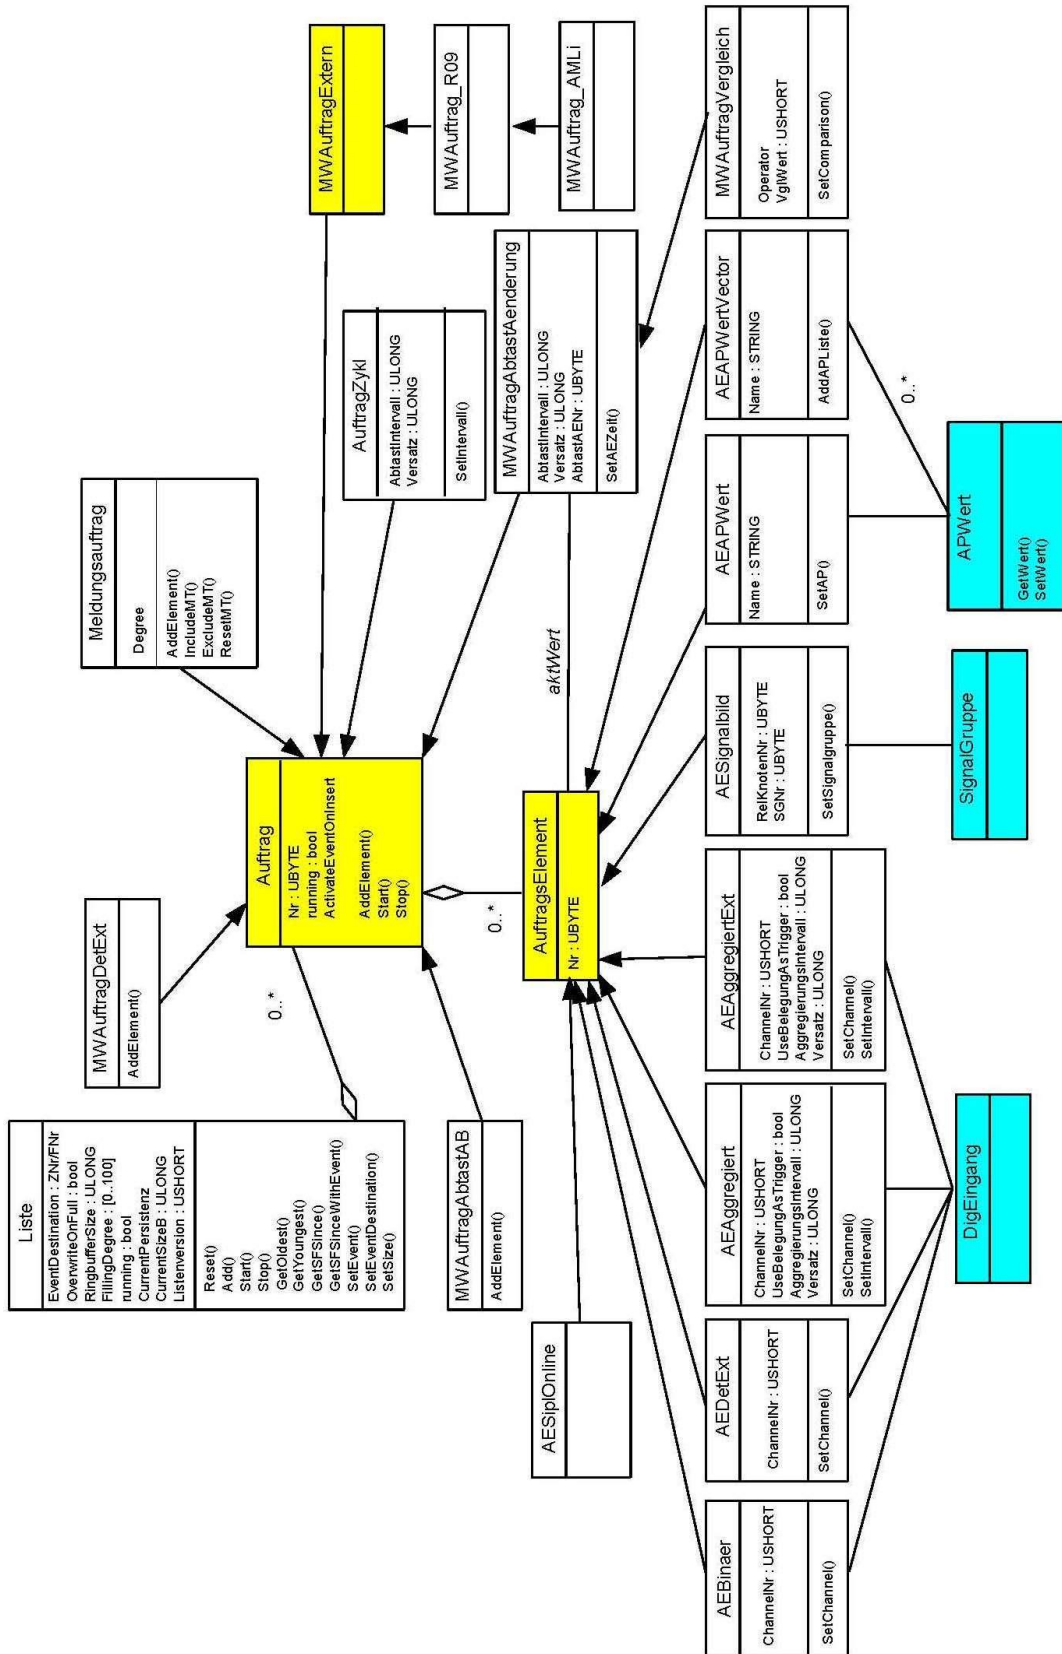 Liste
EventDestination : ZNr/FNr
OverwriteOnFull : bool
RingbufferSize : ULONG
FillingDegree : [0..100]
running : bool
CurrentPersistenz
CurrentSizeB : ULONG
Listenversion : USHORT
Reset()
Add()
Start()
Stop()
GetOldest()
GetYoungest()
GetSFSince()
GetSFSinceWithEvent()
SetEvent()
SetEventDestination()
SetSize()
MWAuftragDetExt
AddElement()
Meldungsauftrag
Degree
AddElement()
IncludeMT()
ExcludeMT()
ResetMT()
MWAuftragExtern
MWAuftrag_R09
MWAuftrag_AMLi
0..*
Auftrag
Nr : UBYTE
running : bool
ActivateEventOnInsert
AddElement()
Start()
Stop()
AuftragZykl
AbtastIntervall : ULONG
Versatz : ULONG
SetIntervall()
MWAuftragAbtastAB
AddElement()
0..*
MWAuftragAbtastAenderung
AbtastIntervall : ULONG
Versatz : ULONG
AbtastAENr : UBYTE
SetAEZeit()
AESiplOnline
AuftragsElement
Nr : UBYTE
aktWert
AEBinaer
ChannelNr : USHORT
SetChannel()
AEDetExt
ChannelNr : USHORT
SetChannel()
AEAggregiert
ChannelNr : USHORT
UseBelegungAsTrigger : bool
AggregierungsIntervall : ULONG
Versatz : ULONG
SetChannel()
SetIntervall()
AEAggregiertExt
ChannelNr : USHORT
UseBelegungAsTrigger : bool
AggregierungsIntervall : ULONG
Versatz : ULONG
SetChannel()
SetIntervall()
AESignalbild
RelKnotenNr : UBYTE
SGNr : UBYTE
SetSignalgruppe()
AEAPWert
Name : STRING
SetAP()
AEAPWertVector
Name : STRING
AddAPListe()
MWAuftragVergleich
Operator
VglWert : USHORT
SetComparison()
0..*
DigEingang
SignalGruppe
APWert
GetWert()
SetWert()